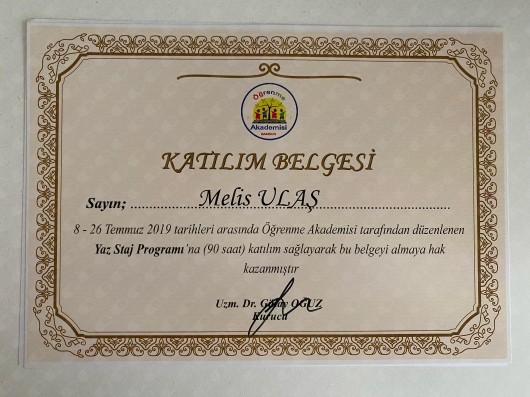 Öğrenme
Akademisi
KATILIM BELGESİ
Sayın; Melis ULAŞ
8 - 26 Temmuz 2019 tarihleri arasında Öğrenme Akademisi tarafından düzenlenen
Yaz Staj Programı'na (90 saat) katılım sağlayarak bu belgeyi almaya hak
kazanmıştır
Uzm. Dr. OĞUZ
Kurucu